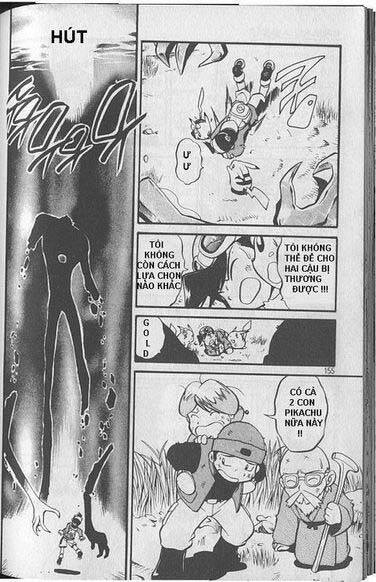 HÚT
Ư
Ư
TÔI KHÔNG
THỂ ĐỂ CHO
HAI CẬU BỊ
THƯƠNG
ĐƯỢC !!!
TÔI
KHÔNG
CÒN CÁCH
LỰA CHỌN
NÀO KHÁC
G
O
L
D
155
CÓ CẢ
2 CON
PIKACHU
NỮA NÀY
!!